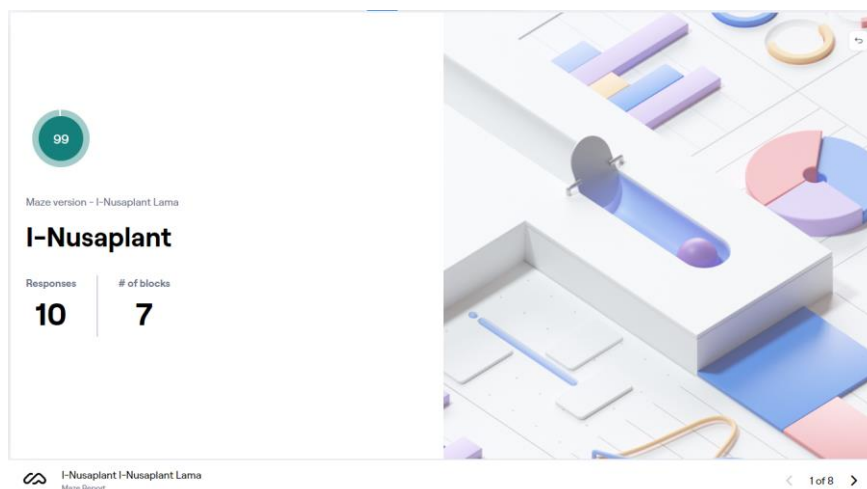 99
Maze version - I-Nusaplant Lama
I-Nusaplant
Responses
# of blocks
10
7
I-Nusaplant I-Nusaplant Lama
Maze Report
1 of 8